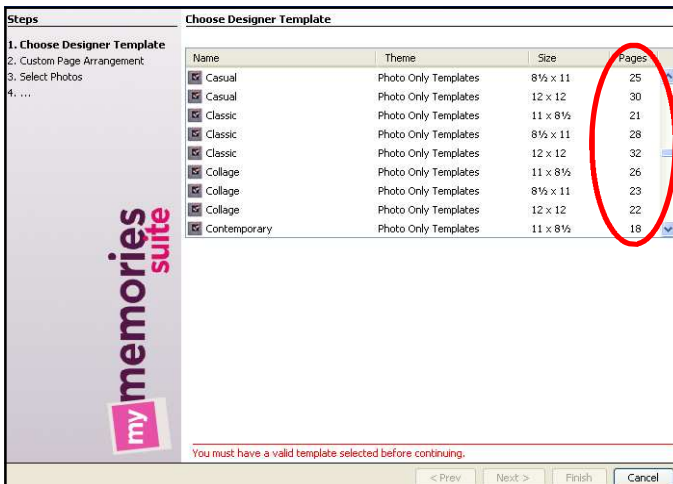 Steps
1. Choose Designer Template
2. Custom Page Arrangement
3. Select Photos
4. ...
my memories suite
Choose Designer Template
Name Theme Size Pages
Casual Photo Only Templates 8½ x 11 25
Casual Photo Only Templates 12 x 12 30
Classic Photo Only Templates 11 x 8½ 21
Classic Photo Only Templates 8½ x 11 28
Classic Photo Only Templates 12 x 12 32
Collage Photo Only Templates 11 x 8½ 26
Collage Photo Only Templates 8½ x 11 23
Collage Photo Only Templates 12 x 12 22
Contemporary Photo Only Templates 11 x 8½ 18
You must have a valid template selected before continuing.
< Prev Next > Finish Cancel